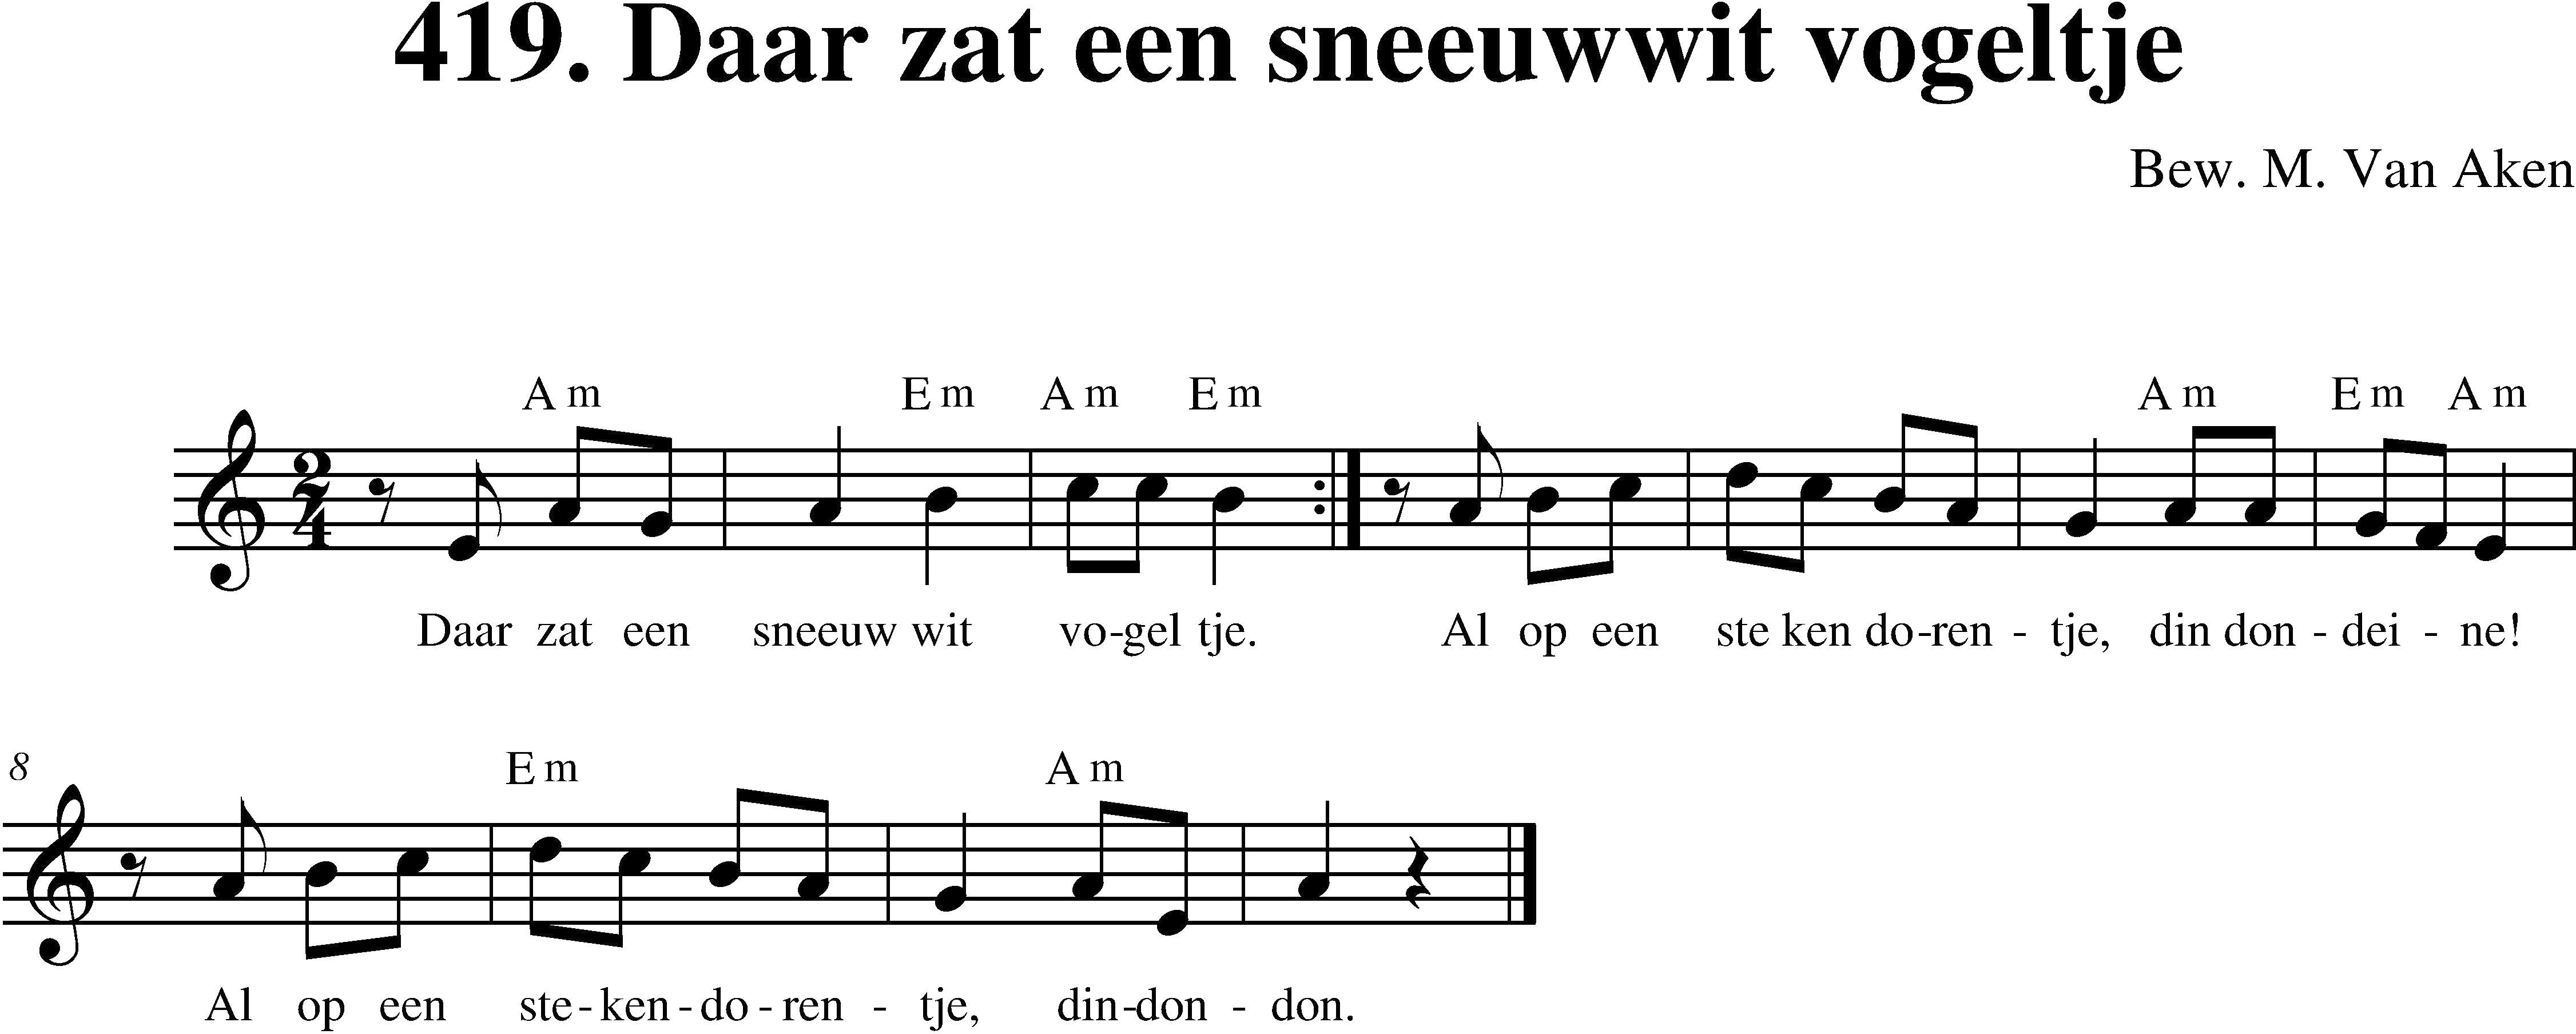 419. Daar zat een sneeuwwit vogeltje
Bew. M. Van Aken
Am Em Am Em Am Em Am
2
4
Daar zat een sneeuw wit vo-gel tje. Al op een ste ken do-ren - tje, din don - dei - ne!
8
Em Am
Al op een ste-ken-do-ren - tje, din-don - don.